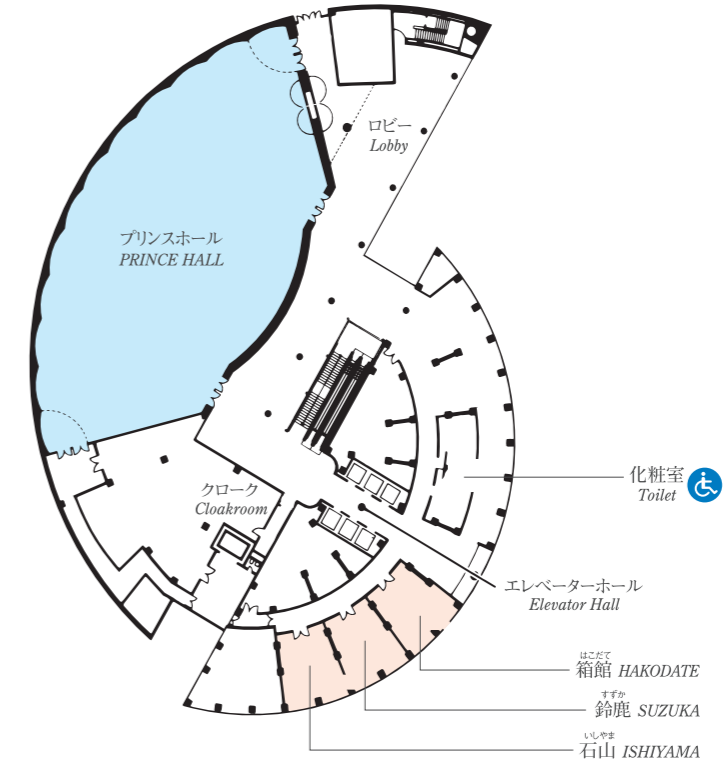 ロビー
Lobby
プリンスホール
PRINCE HALL
化粧室
Toilet
クローク
Cloakroom
エレベーターホール
Elevator Hall
はこだて
箱館 HAKODATE
すずか
鈴鹿 SUZUKA
いしやま
石山 ISHIYAMA